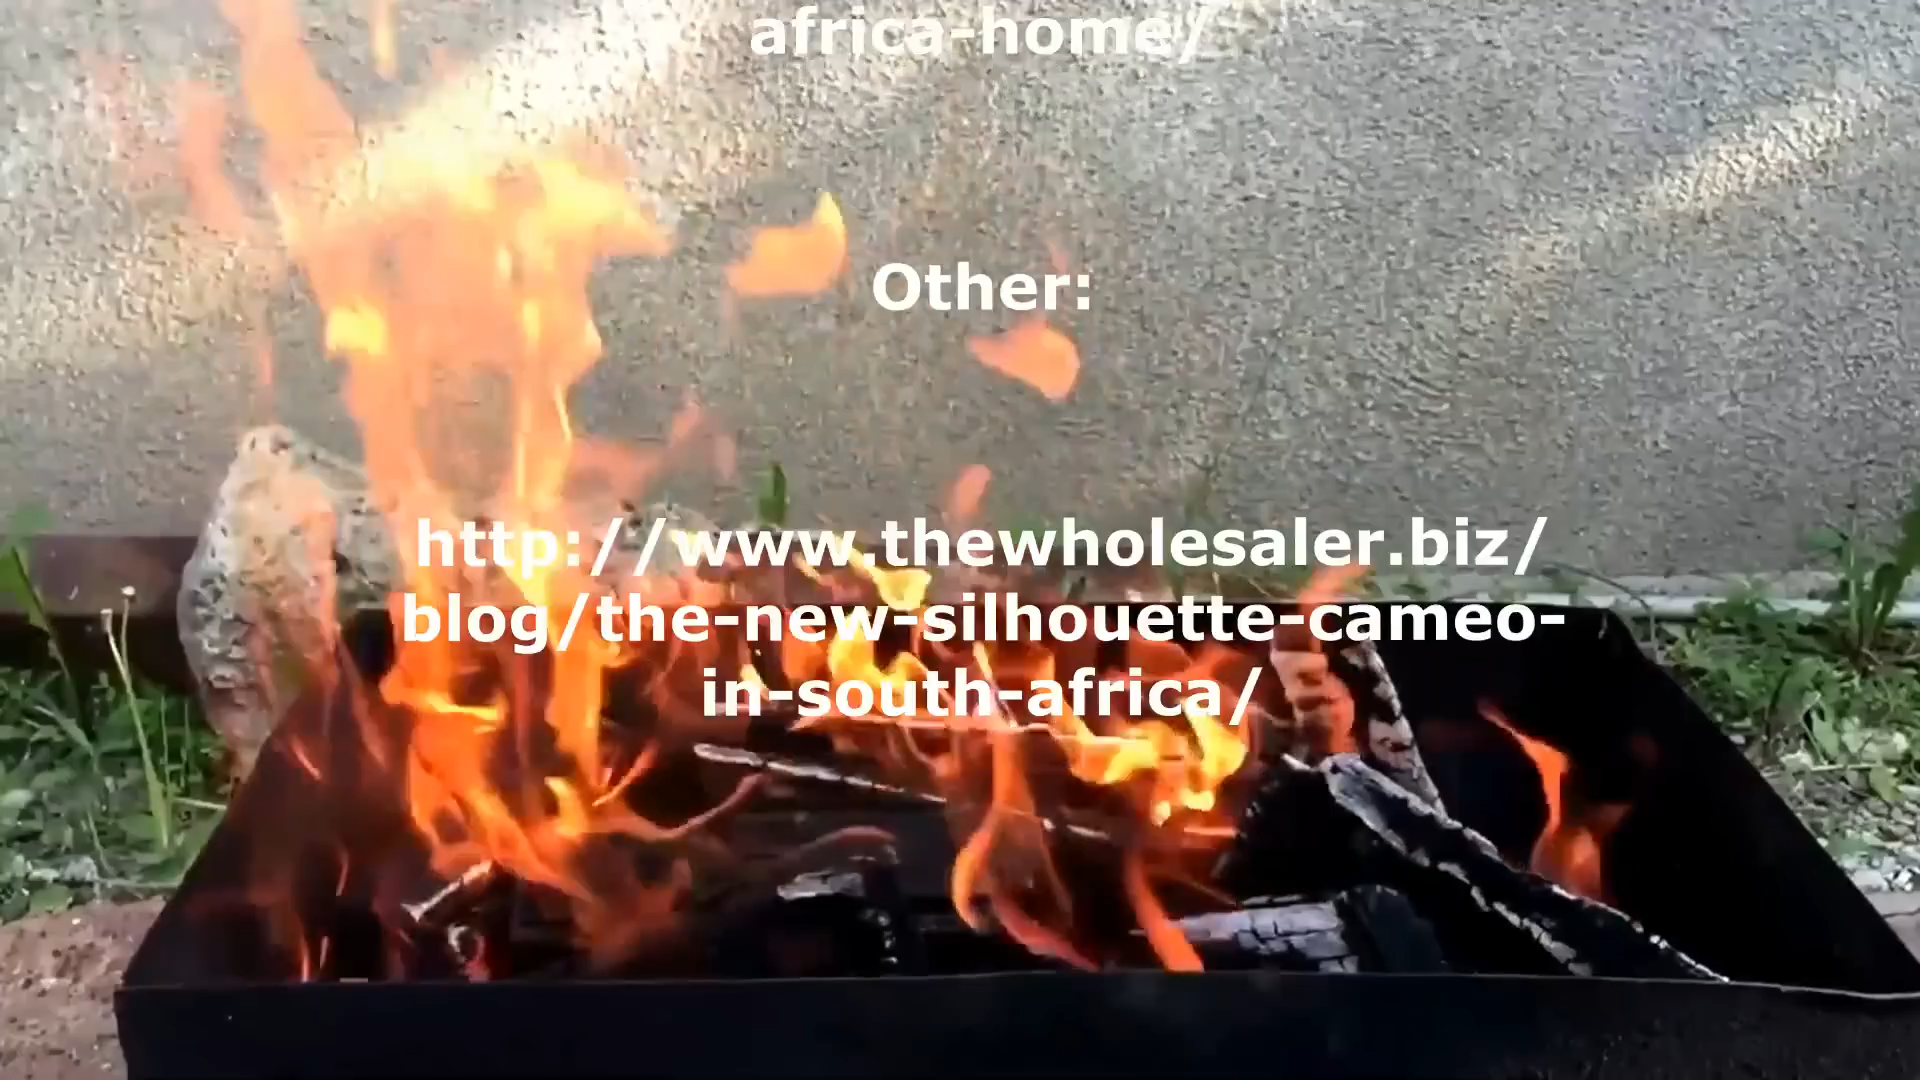 africa-home/
Other:
http://www.thewholesaler.biz/
blog/the-new-silhouette-cameo-
in-south-africa/